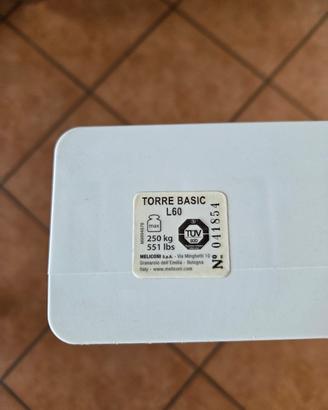 TORRE BASIC
L60
max
250 kg
551 lbs
TÜV
MELICONI s.p.a. - Via Minghetti 10
Granarolo dell'Emilia - Bologna
Italy - www.meliconi.com
Nº 041854